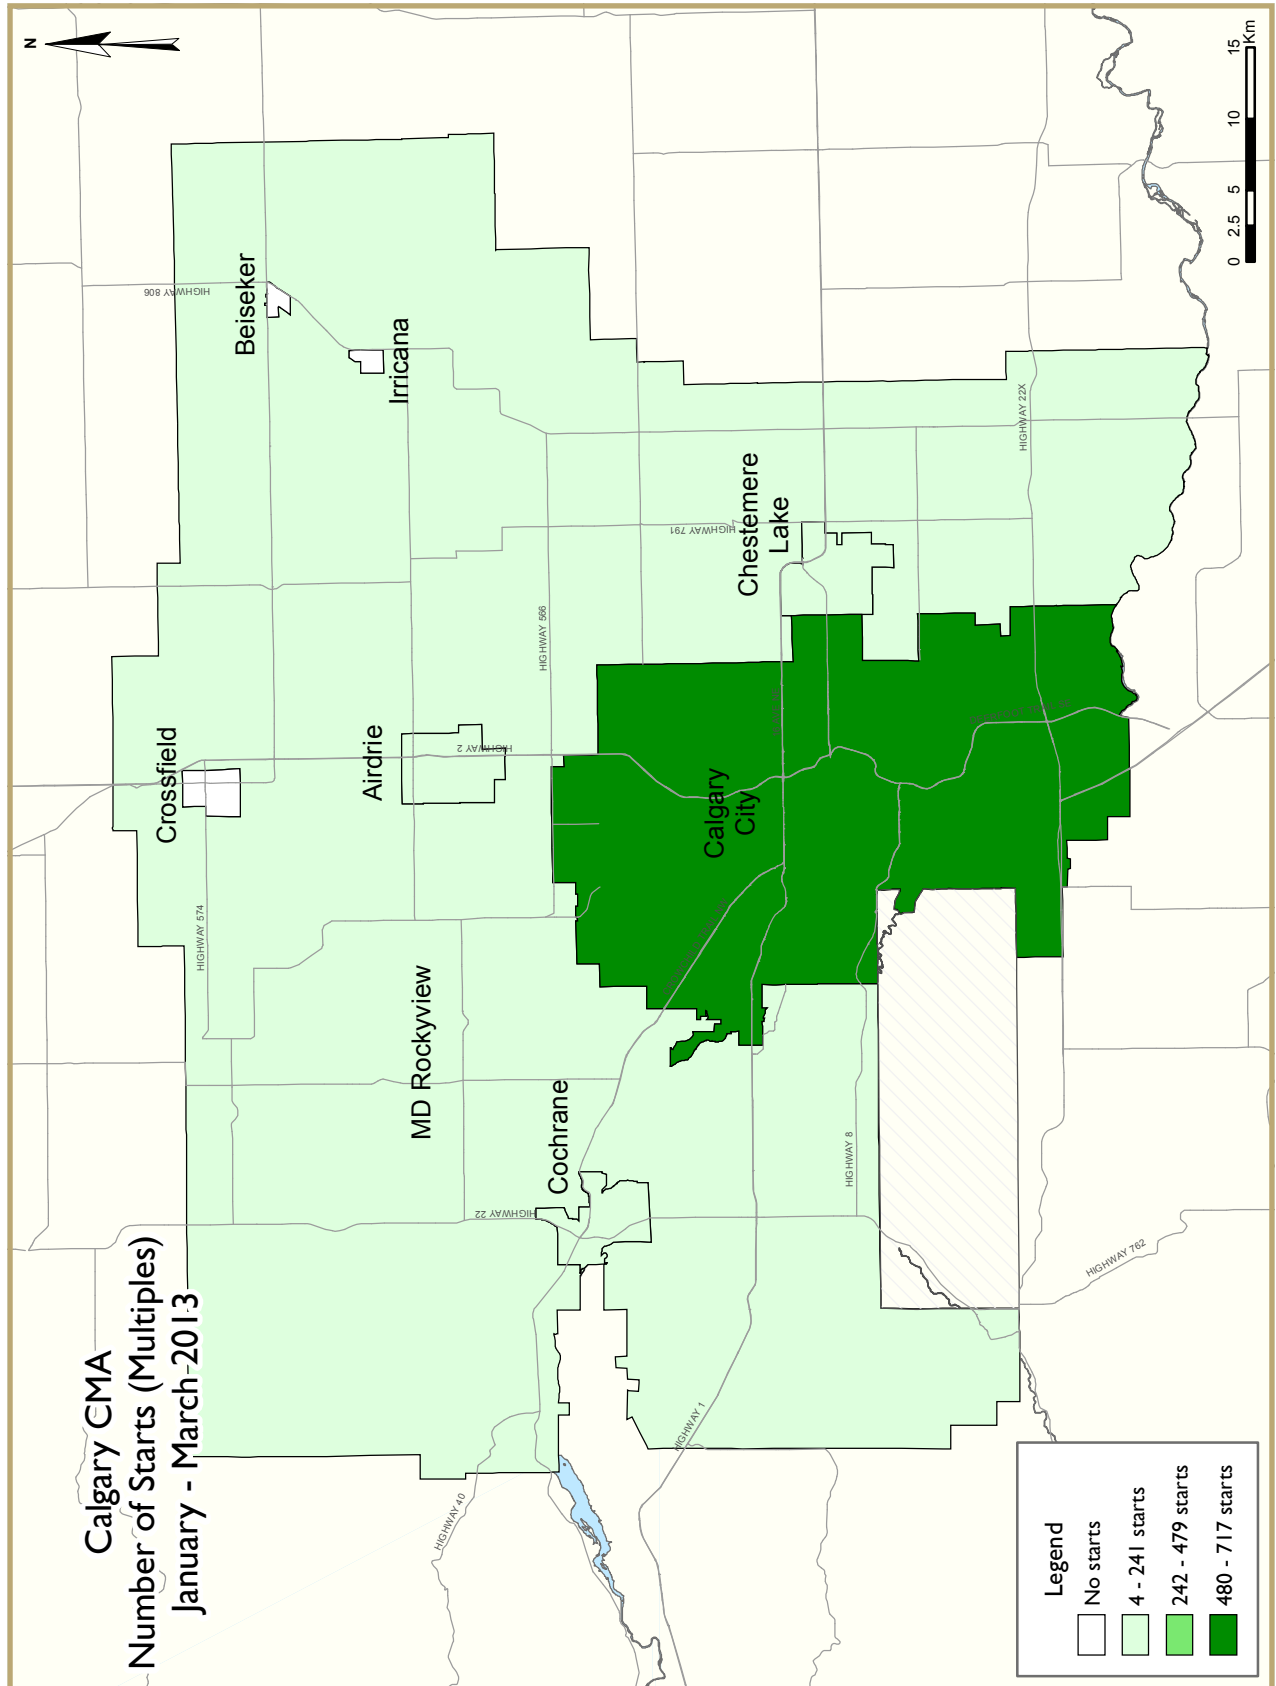 Calgary CMA
Number of Starts (Multiples)
January - March 2013
N
Crossfield
Beiseker
Irricana
Airdrie
MD Rockyview
Cochrane
Chestemere
Lake
Calgary
City
HIGHWAY 806
HIGHWAY 574
HIGHWAY 2
HIGHWAY 566
HIGHWAY 791
HIGHWAY 22
HIGHWAY 40
HIGHWAY 1
HIGHWAY 8
HIGHWAY 22X
HIGHWAY 762
Legend
No starts
4 - 241 starts
242 - 479 starts
480 - 717 starts
0 2.5 5 10 15
Km